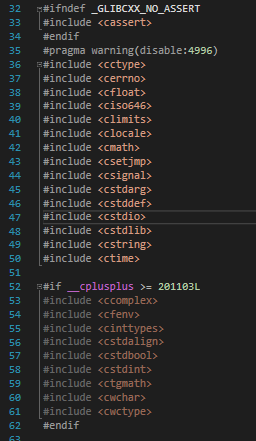 32 #ifndef _GLIBCXX_NO_ASSERT
33 #include <cassert>
34 #endif
35 #pragma warning(disable:4996)
36 #include <cctype>
37 #include <cerrno>
38 #include <cfloat>
39 #include <ciso646>
40 #include <climits>
41 #include <clocale>
42 #include <cmath>
43 #include <csetjmp>
44 #include <csignal>
45 #include <cstdarg>
46 #include <cstddef>
47 #include <cstdio>
48 #include <cstdlib>
49 #include <cstring>
50 #include <ctime>
51
52 #if __cplusplus >= 201103L
53 #include <ccomplex>
54 #include <cfenv>
55 #include <cinttypes>
56 #include <cstdalign>
57 #include <cstdbool>
58 #include <cstdint>
59 #include <ctgmath>
60 #include <cwchar>
61 #include <cwctype>
62 #endif
63